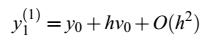 $y_1^{(1)} = y_0 + hv_0 + O(h^2)$